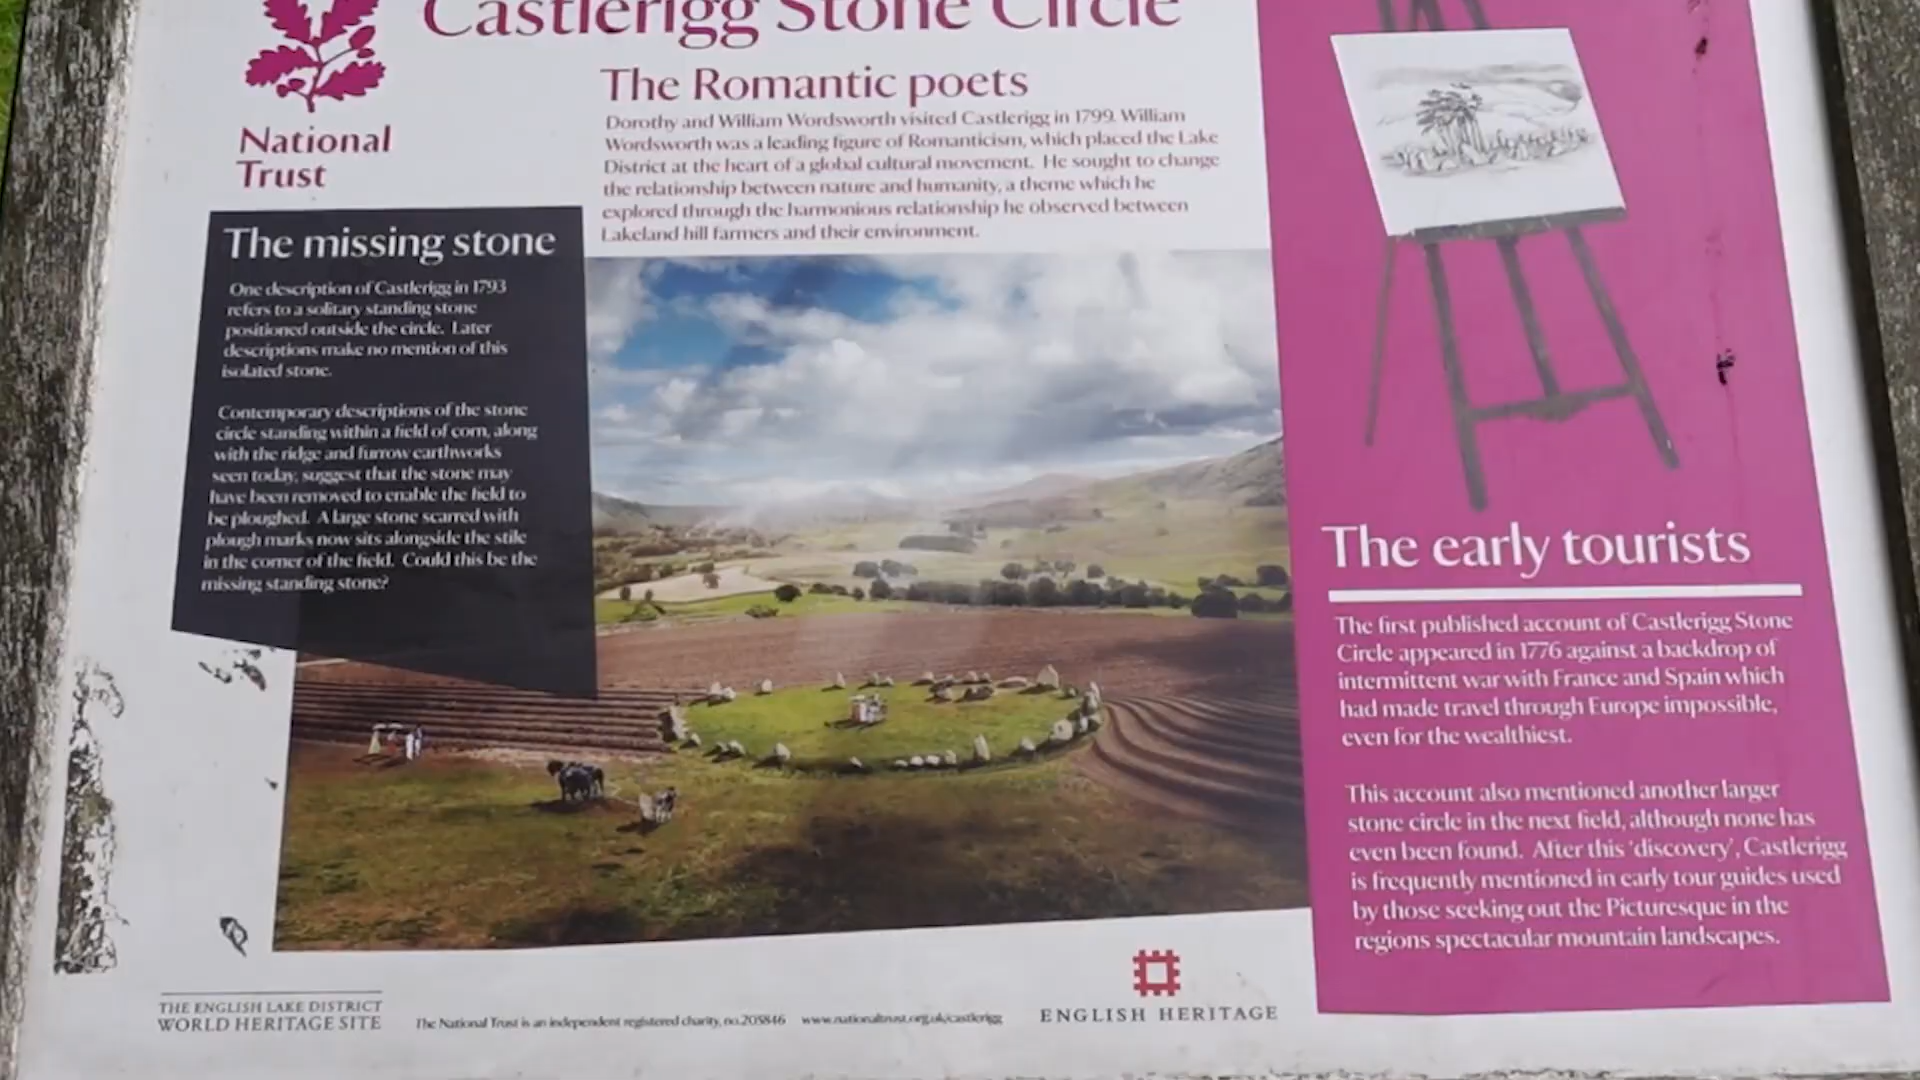 Castlerigg Stone Circle
National
Trust
The Romantic poets
Dorothy and William Wordsworth visited Castlerigg in 1799. William
Wordsworth was a leading figure of Romanticism, which placed the Lake
District at the heart of a global cultural movement. He sought to change
the relationship between nature and humanity, a theme which he
explored through the harmonious relationship he observed between
Lakeland hill farmers and their environment.
The missing stone
One description of Castlerigg in 1793
refers to a solitary standing stone
positioned outside the circle. Later
descriptions make no mention of this
isolated stone.
Contemporary descriptions of the stone
circle standing within a field of corn, along
with the ridge and furrow earthworks
seen today, suggest that the stone may
have been removed to enable the field to
be ploughed. A large stone scarred with
plough marks now sits alongside the stile
in the corner of the field. Could this be the
missing standing stone?
The early tourists
The first published account of Castlerigg Stone
Circle appeared in 1776 against a backdrop of
intermittent war with France and Spain which
had made travel through Europe impossible,
even for the wealthiest.
This account also mentioned another larger
stone circle in the next field, although none has
even been found. After this 'discovery', Castlerigg
is frequently mentioned in early tour guides used
by those seeking out the Picturesque in the
regions spectacular mountain landscapes.
THE ENGLISH LAKE DISTRICT
WORLD HERITAGE SITE
The National Trust is an independent registered charity, no.205846 www.nationaltrust.org.uk/castlerigg
ENGLISH HERITAGE